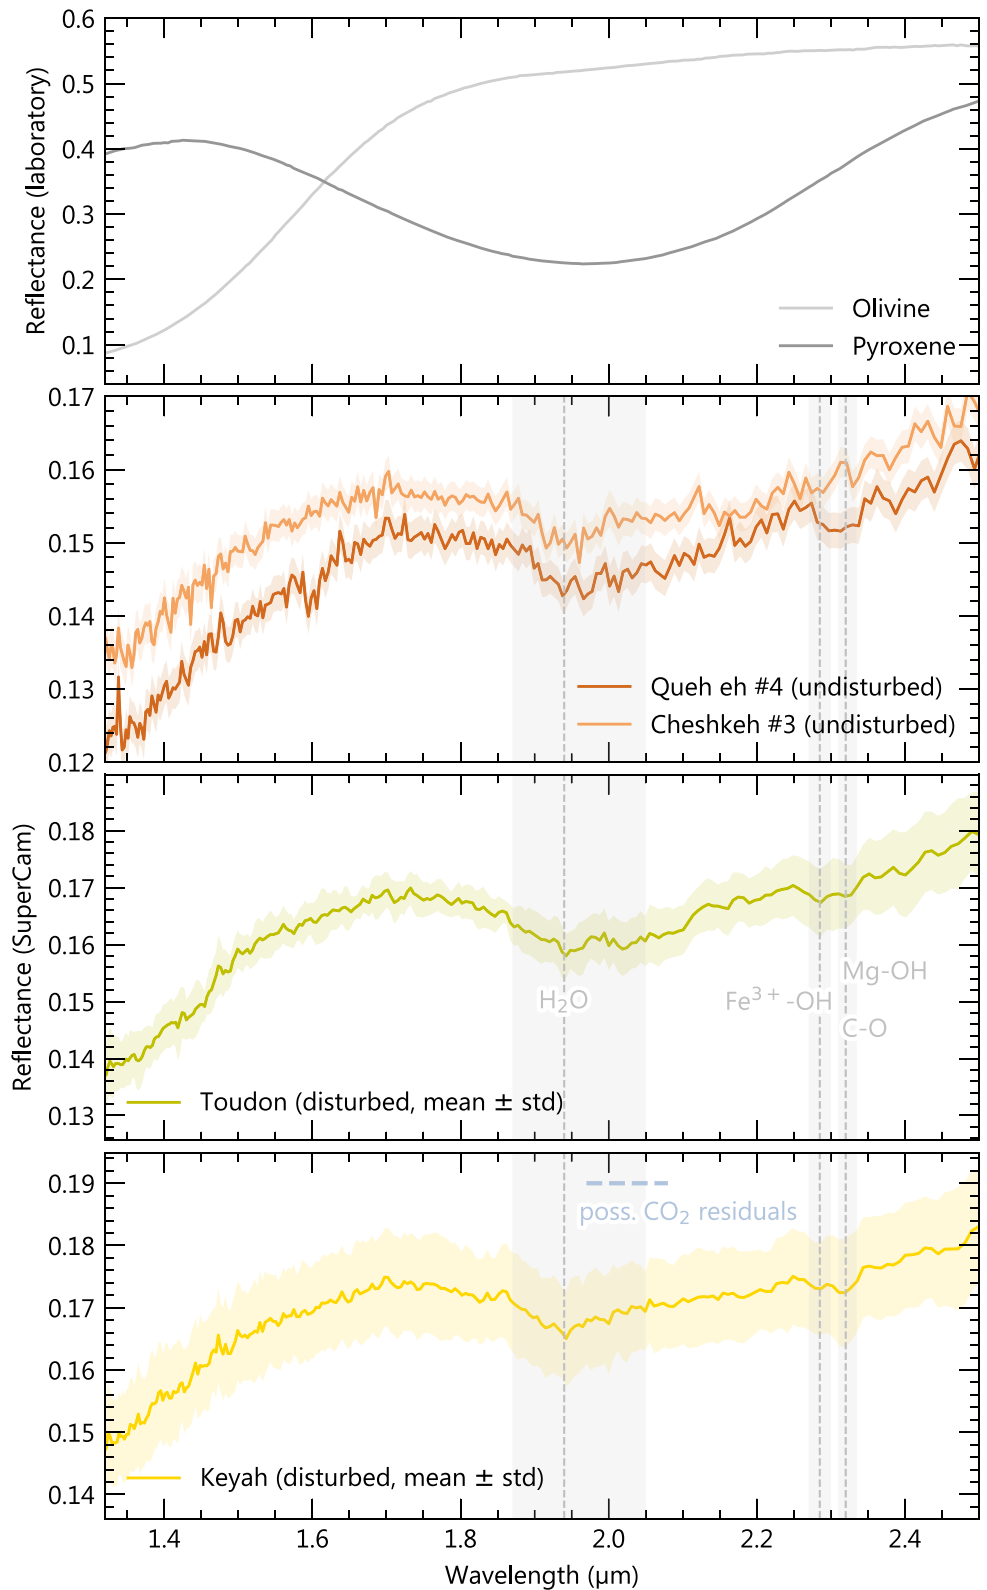 0.6
0.5
0.4
0.3
0.2
0.1
Reflectance (laboratory)
Olivine
Pyroxene
0.17
0.16
0.15
0.14
0.13
0.12
Queh eh #4 (undisturbed)
Cheshkeh #3 (undisturbed)
0.18
0.17
0.16
0.15
0.14
0.13
Reflectance (SuperCam)
Mg-OH
H₂O
Fe³⁺-OH
C-O
Toudon (disturbed, mean ± std)
0.19
0.18
0.17
0.16
0.15
0.14
poss. CO₂ residuals
Keyah (disturbed, mean ± std)
1.4 1.6 1.8 2.0 2.2 2.4
Wavelength (μm)